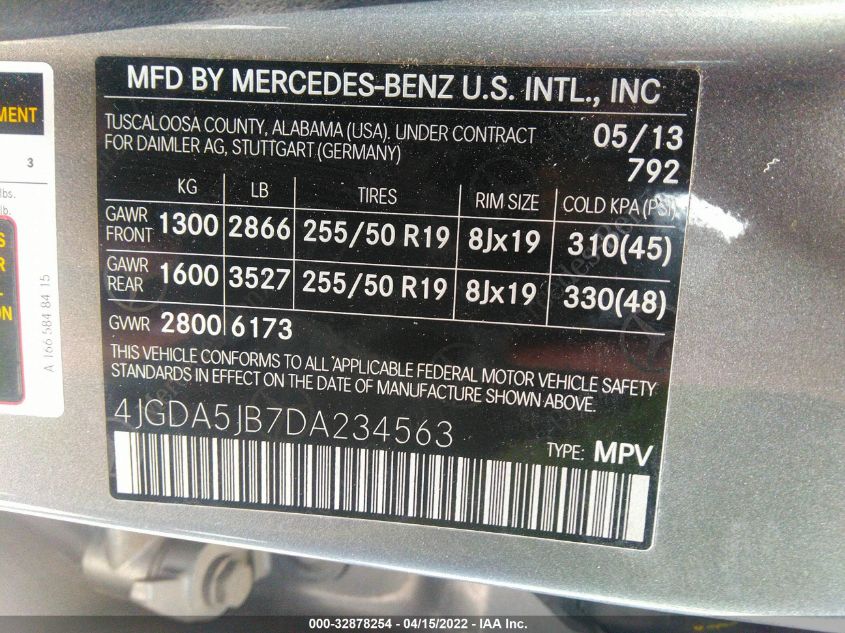 MFD BY MERCEDES-BENZ U.S. INTL., INC
TUSCALOOSA COUNTY, ALABAMA (USA). UNDER CONTRACT
FOR DAIMLER AG, STUTTGART (GERMANY)
05/13
792
KG LB TIRES RIM SIZE COLD KPA (PSI)
GAWR FRONT 1300 2866 255/50 R19 8Jx19 310(45)
GAWR REAR 1600 3527 255/50 R19 8Jx19 330(48)
GVWR 2800 6173
THIS VEHICLE CONFORMS TO ALL APPLICABLE FEDERAL MOTOR VEHICLE SAFETY
STANDARDS IN EFFECT ON THE DATE OF MANUFACTURE SHOWN ABOVE.
4JGDA5JB7DA234563
TYPE: MPV
3
lbs.
lb.
A 166 584 84 15
000-32878254 - 04/15/2022 - IAA Inc.